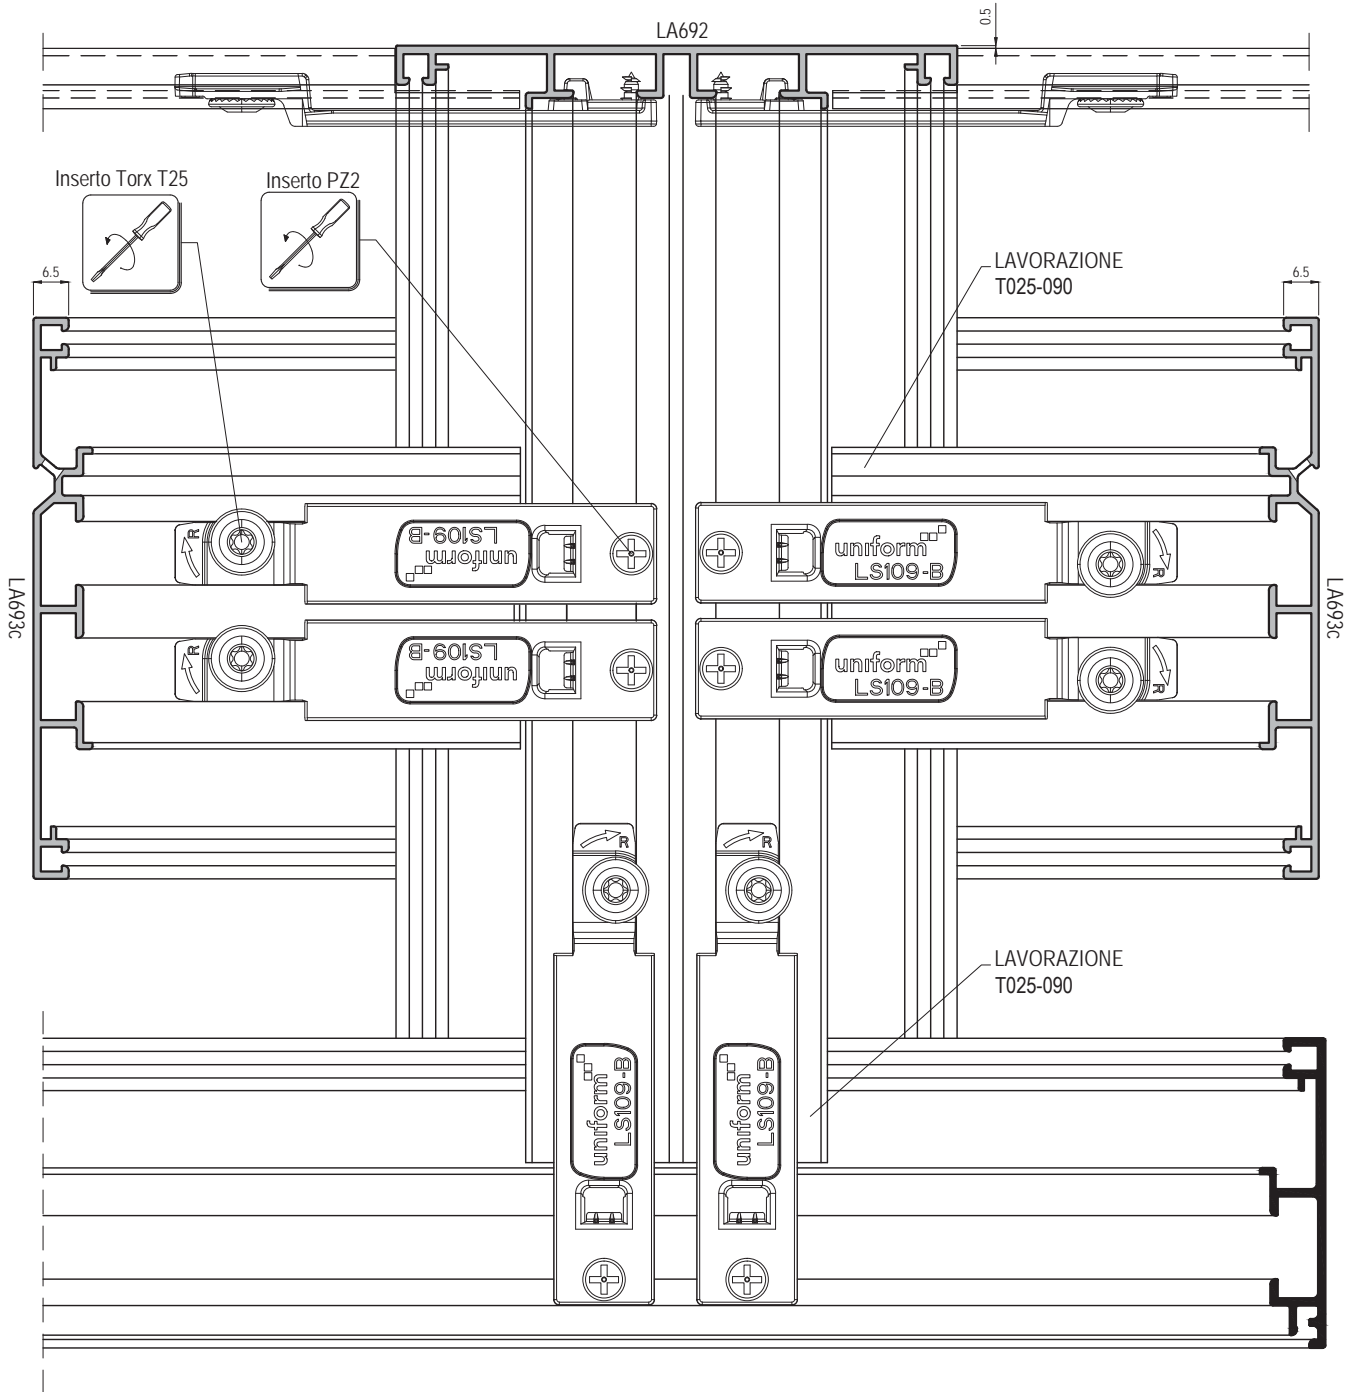 LA692
0.5
Inserto Torx T25
Inserto PZ2
LAVORAZIONE
T025-090
6.5
6.5
R
uniform
LS109-B
uniform
LS109-B
R
LA693c
LA693c
R
uniform
LS109-B
uniform
LS109-B
R
R
R
LAVORAZIONE
T025-090
uniform
LS109-B
uniform
LS109-B